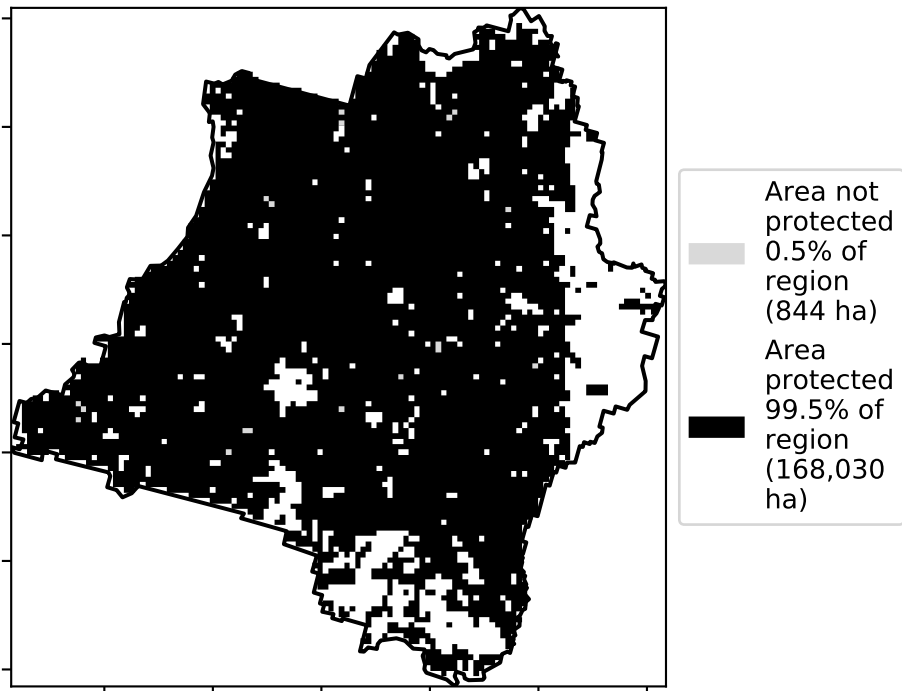 Area not
protected
0.5% of
region
(844 ha)
Area
protected
99.5% of
region
(168,030
ha)